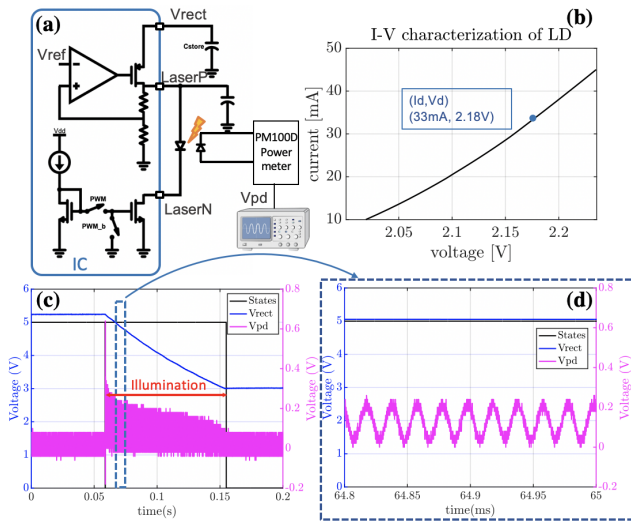 (a)
Vrect
Cstore
Vref
LaserP
Vdd
PM100D
Power
meter
PWM
PWM_b
LaserN
Vpd
IC
(b)
I-V characterization of LD
current [mA]
50
40
30
20
10
(Id,Vd)
(33mA, 2.18V)
2.05
2.1
2.15
2.2
voltage [V]
(c)
Voltage (V)
6
5
4
3
2
1
0
States
Vrect
Vpd
Illumination
0.8
0.6
0.4
0.2
0
-0.2
Voltage (V)
0
0.05
0.1
0.15
0.2
time(s)
(d)
Voltage (V)
6
5
4
3
2
1
0
States
Vrect
Vpd
0.8
0.6
0.4
0.2
0
-0.2
Voltage (V)
64.8
64.85
64.9
64.95
65
time(ms)